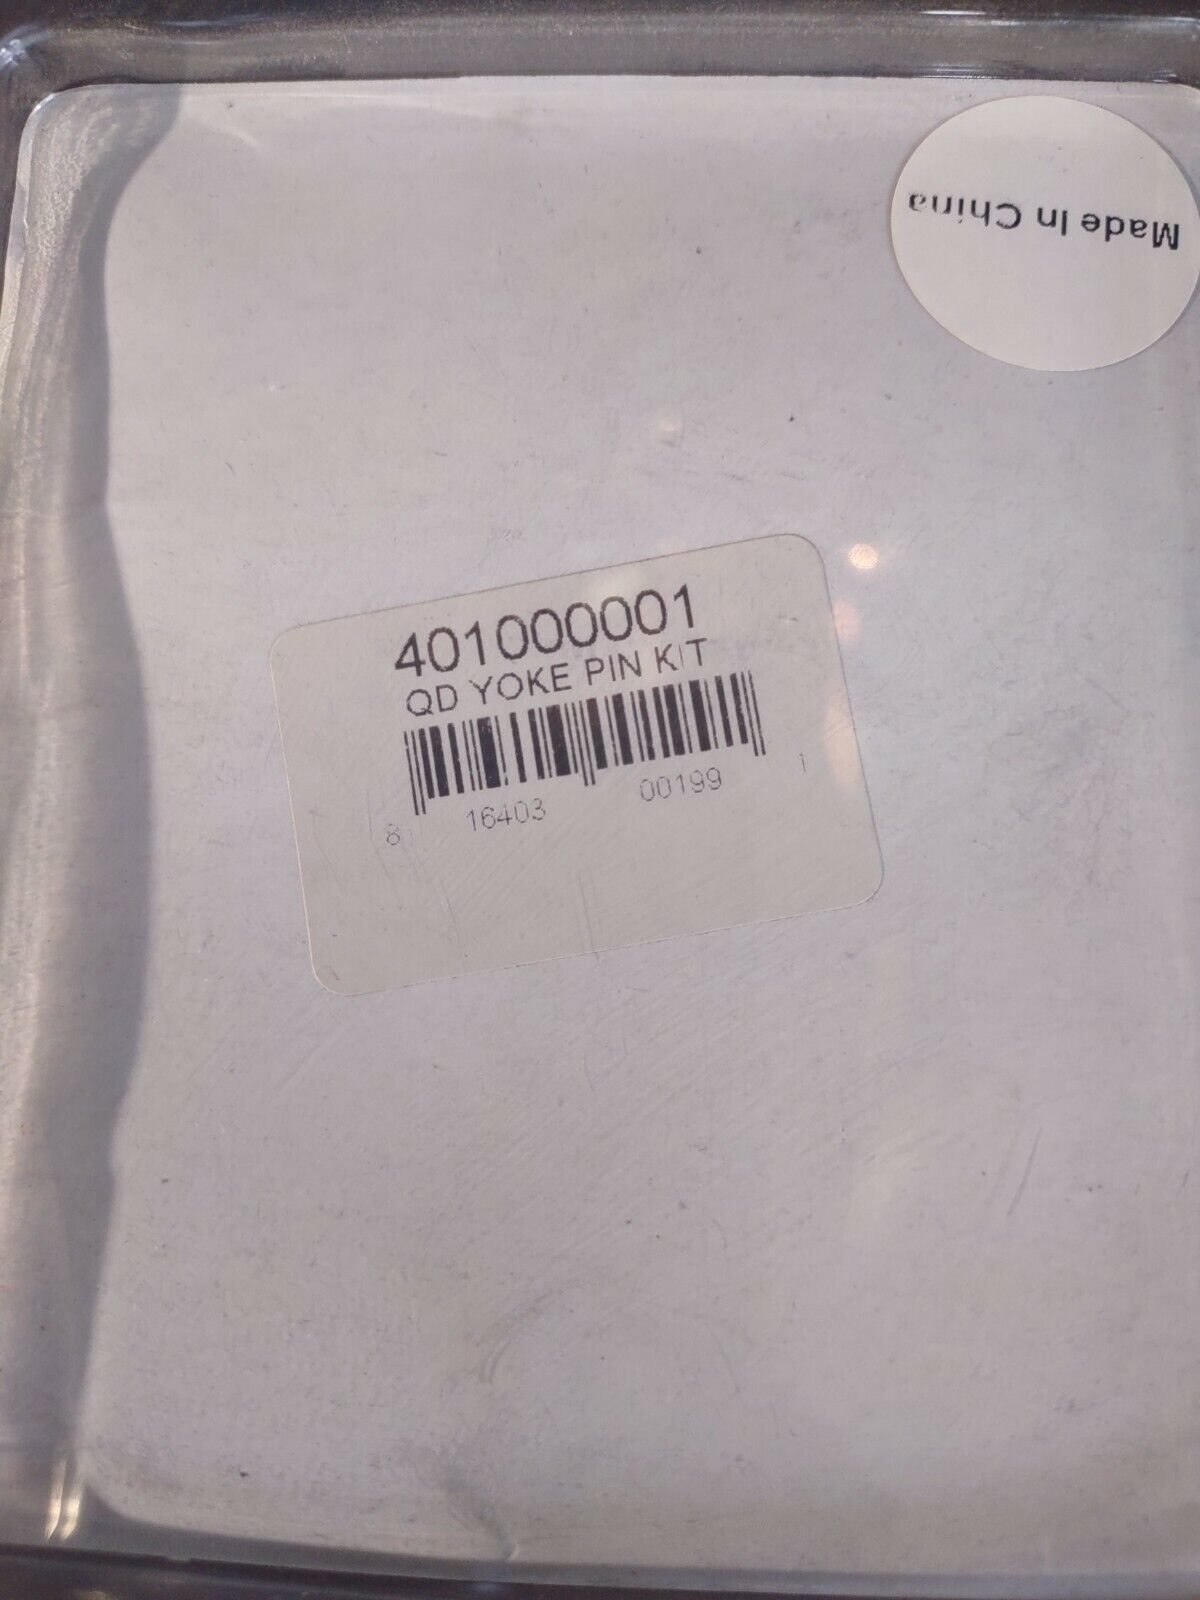 Made In China
401000001
QD YOKE PIN KIT
8 16403 00199 1